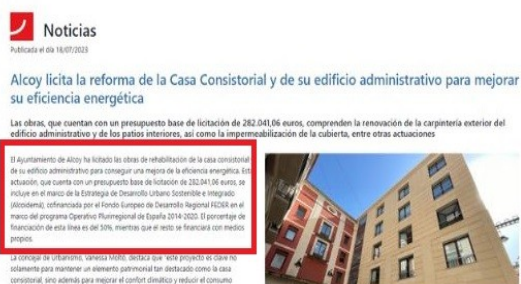 Noticias
Publicada el día 18/07/2023
Alcoy licita la reforma de la Casa Consistorial y de su edificio administrativo para mejorar
su eficiencia energética
Las obras, que cuentan con un presupuesto base de licitación de 282.041,06 euros, comprenden la renovación de la carpintería exterior del
edificio administrativo y de los patios interiores, así como la impermeabilización de la cubierta, entre otras actuaciones
El Ayuntamiento de Alcoy ha licitado las obras de rehabilitación de la casa consistorial
de su edificio administrativo para conseguir una mejora de la eficiencia energética. Est
actuación, que cuenta con un presupuesto base de licitación de 282.041,06 euros, se
incluye en el marco de la Estrategia de Desarrollo Urbano Sostenible e Integrado
(Alcoidemà), cofinanciada por el Fondo Europeo de Desarrollo Regional FEDER en el
marco del programa Operativo Plurirregional de España 2014-2020. El porcentaje de
financiación de esta línea es del 50%, mientras que el resto se financiará con medios
propios.
La concejal de Urbanismo, Vanessa Moltó, destaca que "este proyecto es clave no
solamente para mantener un elemento patrimonial tan destacado como la casa
consistorial, sino además para mejorar el confort climático y reducir el consumo